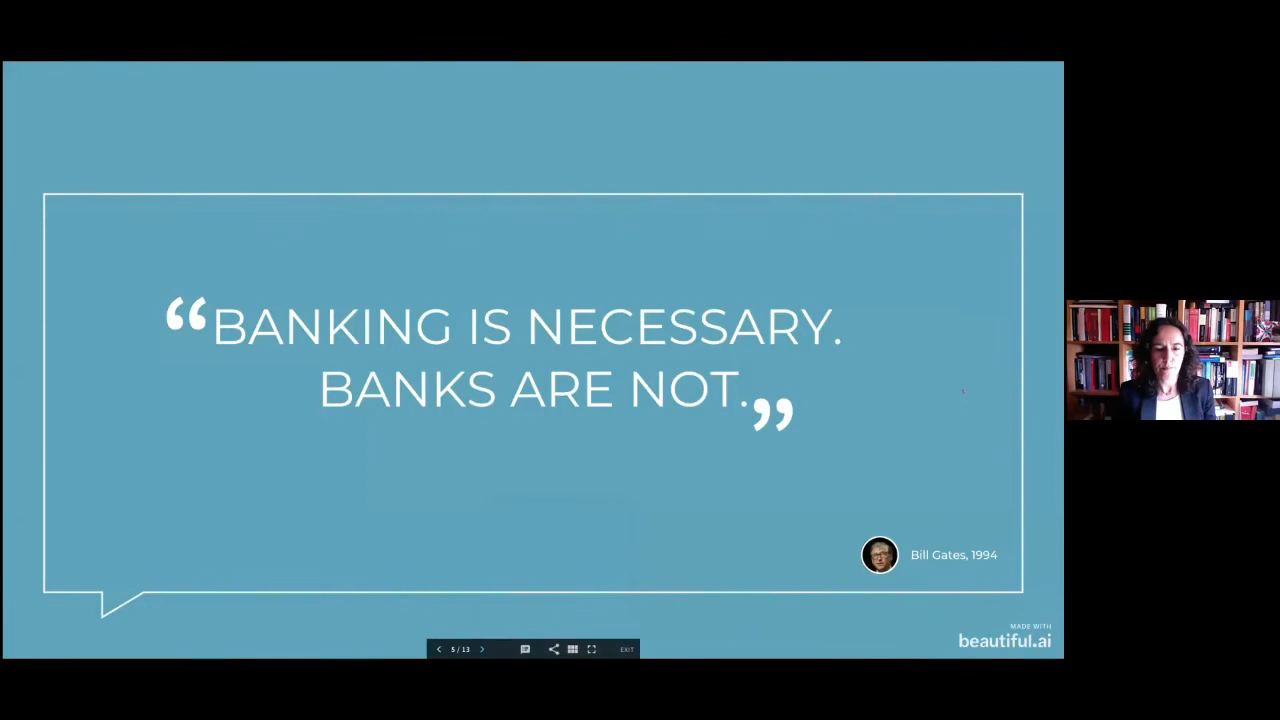 “BANKING IS NECESSARY.
BANKS ARE NOT.”
Bill Gates, 1994
MADE WITH
beautiful.ai
5 / 13
EXIT